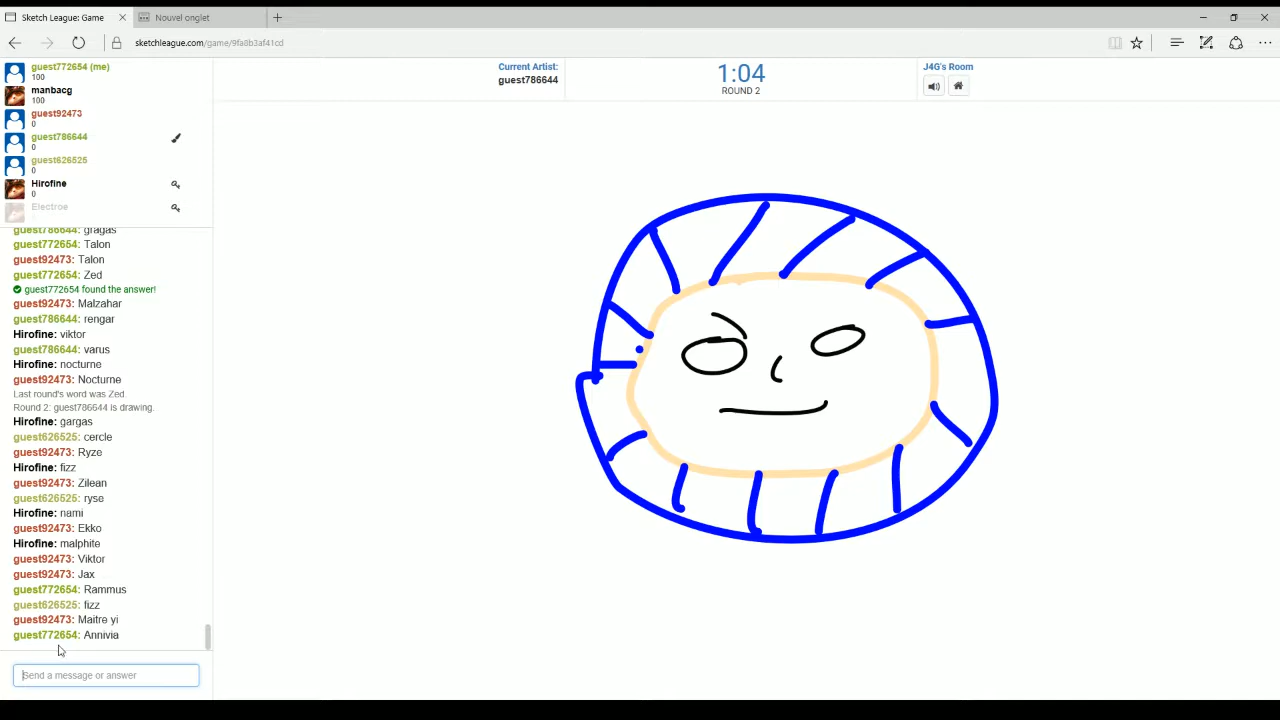 Sketch League: Game
Nouvel onglet
sketchleague.com/game/9fa8b3af41cd
guest772654 (me)
100
manbacg
100
guest92473
0
guest786644
0
guest626525
0
Hirofine
0
Electroe
Current Artist:
guest786644
1:04
ROUND 2
J4G's Room
guest786644: gragas
guest772654: Talon
guest92473: Talon
guest772654: Zed
guest772654 found the answer!
guest92473: Malzahar
guest786644: rengar
Hirofine: viktor
guest786644: varus
Hirofine: nocturne
guest92473: Nocturne
Last round's word was Zed.
Round 2: guest786644 is drawing.
Hirofine: gargas
guest626525: cercle
guest92473: Ryze
Hirofine: fizz
guest92473: Zilean
guest626525: ryse
Hirofine: nami
guest92473: Ekko
Hirofine: malphite
guest92473: Viktor
guest92473: Jax
guest772654: Rammus
guest626525: fizz
guest92473: Maitre yi
guest772654: Annivia
Send a message or answer